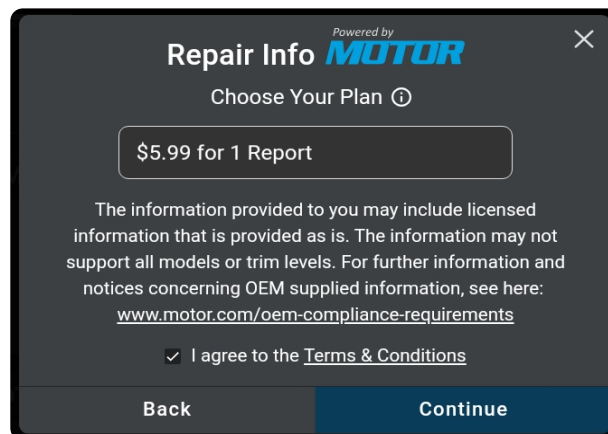 Powered by
Repair Info MOTOR
Choose Your Plan
$5.99 for 1 Report
The information provided to you may include licensed
information that is provided as is. The information may not
support all models or trim levels. For further information and
notices concerning OEM supplied information, see here:
www.motor.com/oem-compliance-requirements
I agree to the Terms & Conditions
Back
Continue